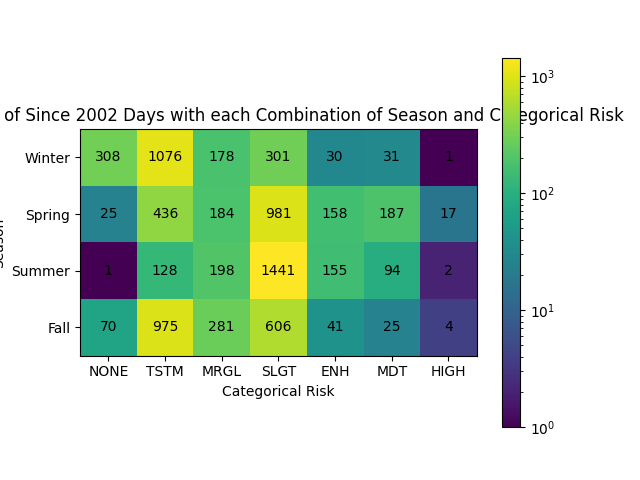 of Since 2002 Days with each Combination of Season and Categorical Risk
Season
Winter 308 1076 178 301 30 31 1
Spring 25 436 184 981 158 187 17
Summer 1 128 198 1441 155 94 2
Fall 70 975 281 606 41 25 4
NONE TSTM MRGL SLGT ENH MDT HIGH
Categorical Risk
10³
10²
10¹
10⁰